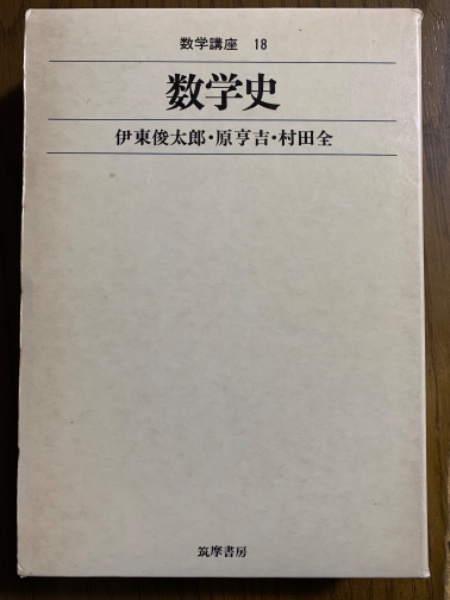 数学講座 18
数学史
伊東俊太郎・原亨吉・村田全
筑摩書房